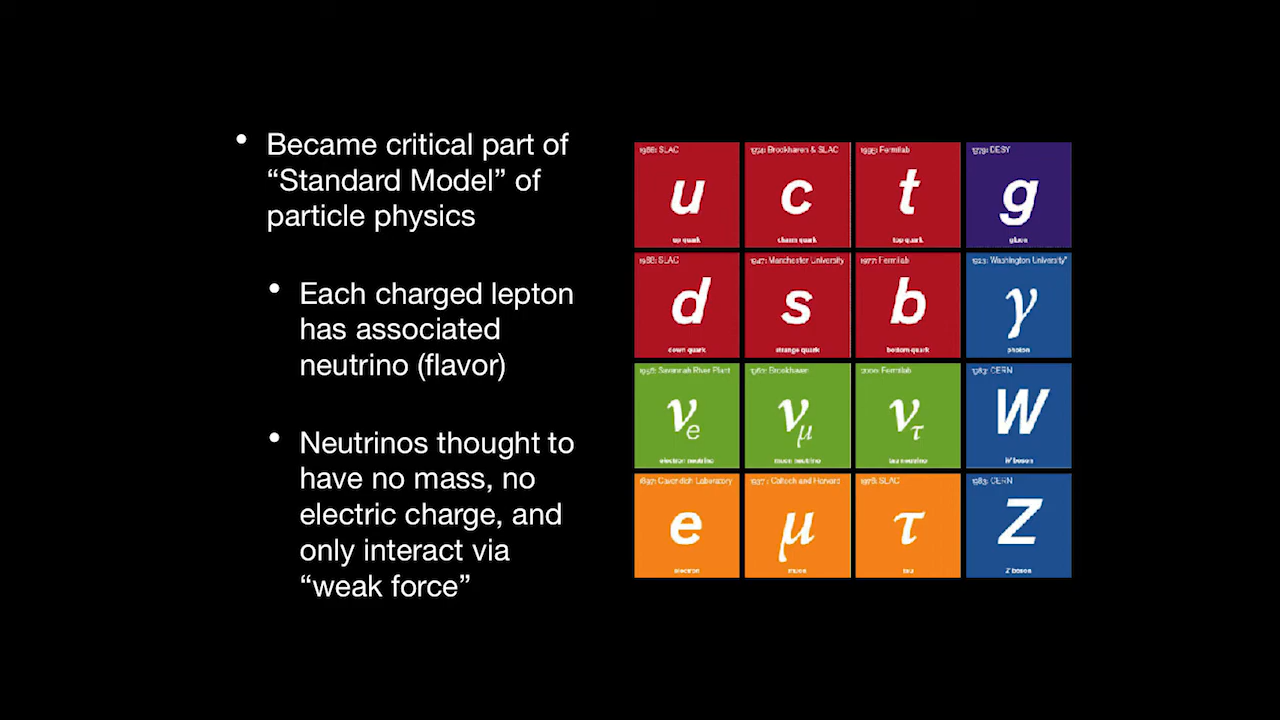 • Became critical part of
“Standard Model” of
particle physics
• Each charged lepton
has associated
neutrino (flavor)
• Neutrinos thought to
have no mass, no
electric charge, and
only interact via
“weak force”
1968: SLAC
u
up quark
1974: Brookhaven & SLAC
c
charm quark
1995: Fermilab
t
top quark
1979: DESY
g
gluon
1968: SLAC
d
down quark
1947: Manchester University
s
strange quark
1977: Fermilab
b
bottom quark
1923: Washington University*
γ
photon
1956: Savannah River Plant
νe
electron neutrino
1962: Brookhaven
νμ
muon neutrino
2000: Fermilab
ντ
tau neutrino
1983: CERN
W
W boson
1897: Cavendish Laboratory
e
electron
1937: Caltech and Harvard
μ
muon
1976: SLAC
τ
tau
1983: CERN
Z
Z boson